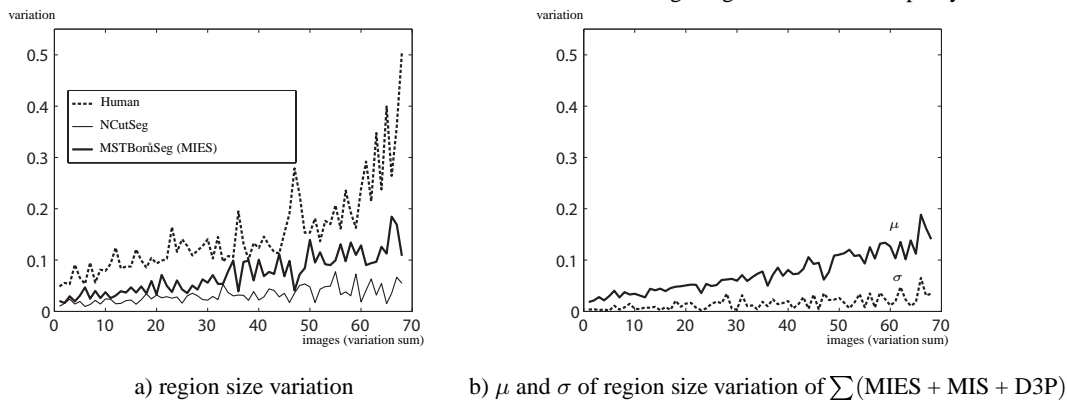 variation
0.5
0.4
0.3
0.2
0.1
0
0 10 20 30 40 50 60 70
images (variation sum)
Human
NCutSeg
MSTBorůSeg (MIES)
a) region size variation
variation
0.5
0.4
0.3
0.2
0.1
0
0 10 20 30 40 50 60 70
images (variation sum)
μ
σ
b) μ and σ of region size variation of ∑(MIES + MIS + D3P)